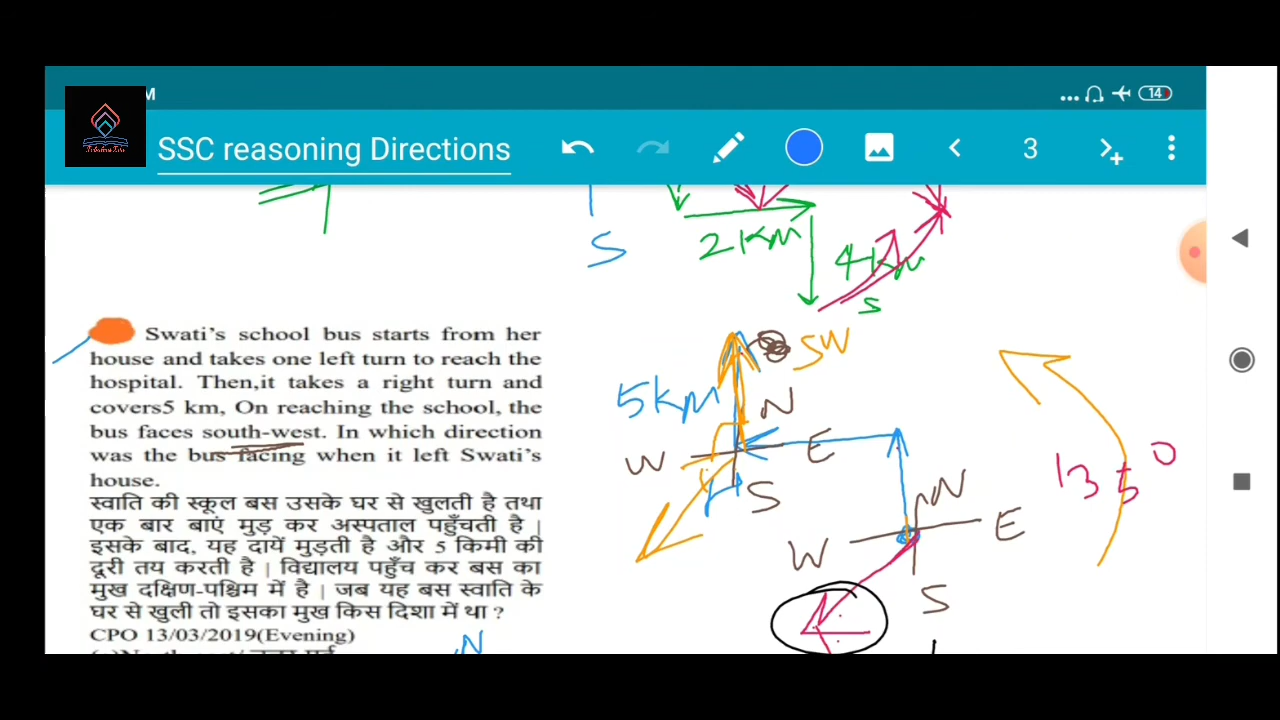 M
14
SSC reasoning Directions
3
S
2KM
4KM
S
Swati's school bus starts from her
house and takes one left turn to reach the
hospital. Then,it takes a right turn and
covers5 km, On reaching the school, the
bus faces south-west. In which direction
was the bus facing when it left Swati's
house.
स्वाति की स्कूल बस उसके घर से खुलती है तथा
एक बार बाएं मुड़ कर अस्पताल पहुँचती है |
इसके बाद, यह दायें मुड़ती है और 5 किमी की
दूरी तय करती है | विद्यालय पहुँच कर बस का
मुख दक्षिण-पश्चिम में है | जब यह बस स्वाति के
घर से खुली तो इसका मुख किस दिशा में था ?
CPO 13/03/2019(Evening)
SW
5KM
N
W
E
S
N
E
W
S
135°
N